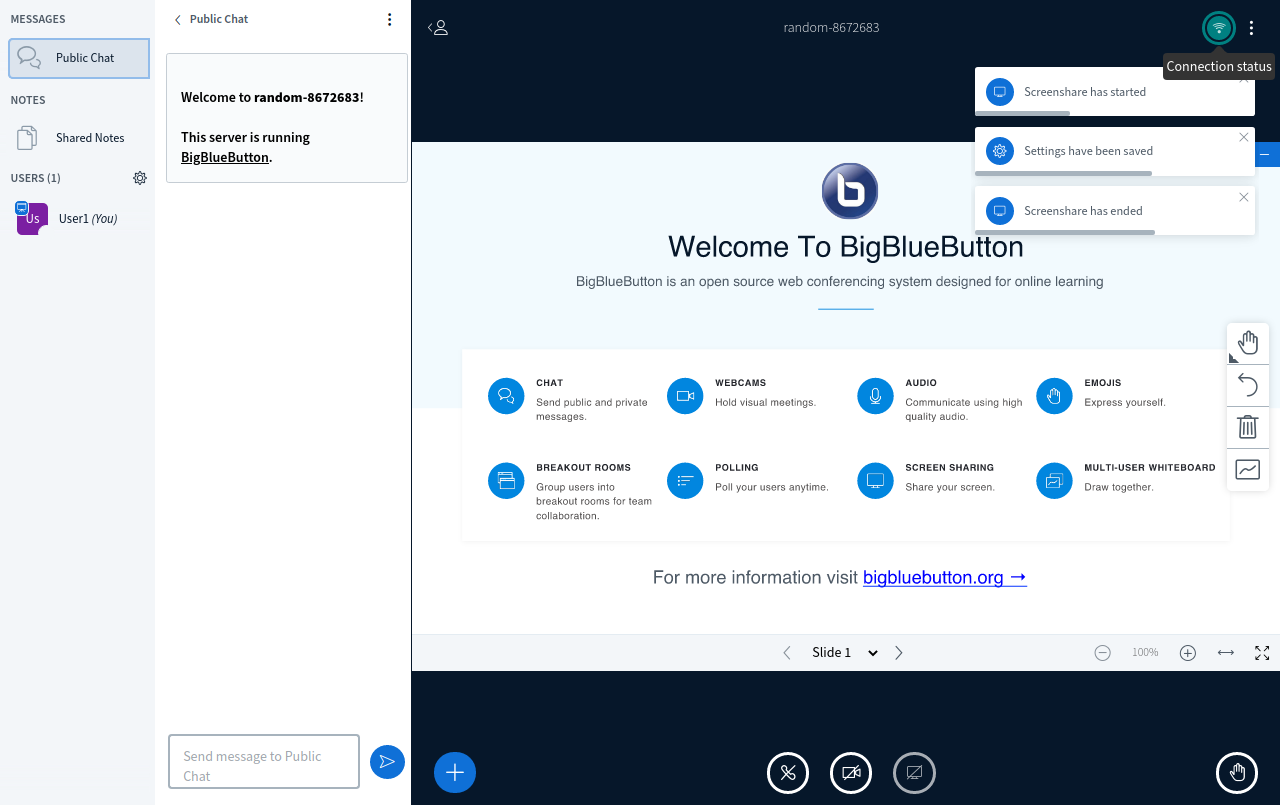 MESSAGES
Public Chat
NOTES
Shared Notes
USERS (1)
Us
User1 (You)
Public Chat
Welcome to random-8672683!
This server is running
BigBlueButton.
Send message to Public
Chat
random-8672683
Connection status
Screenshare has started
Settings have been saved
Screenshare has ended
Welcome To BigBlueButton
BigBlueButton is an open source web conferencing system designed for online learning
CHAT
Send public and private
messages.
WEBCAMS
Hold visual meetings.
AUDIO
Communicate using high
quality audio.
EMOJIS
Express yourself.
BREAKOUT ROOMS
Group users into
breakout rooms for team
collaboration.
POLLING
Poll your users anytime.
SCREEN SHARING
Share your screen.
MULTI-USER WHITEBOARD
Draw together.
For more information visit bigbluebutton.org →
Slide 1
100%